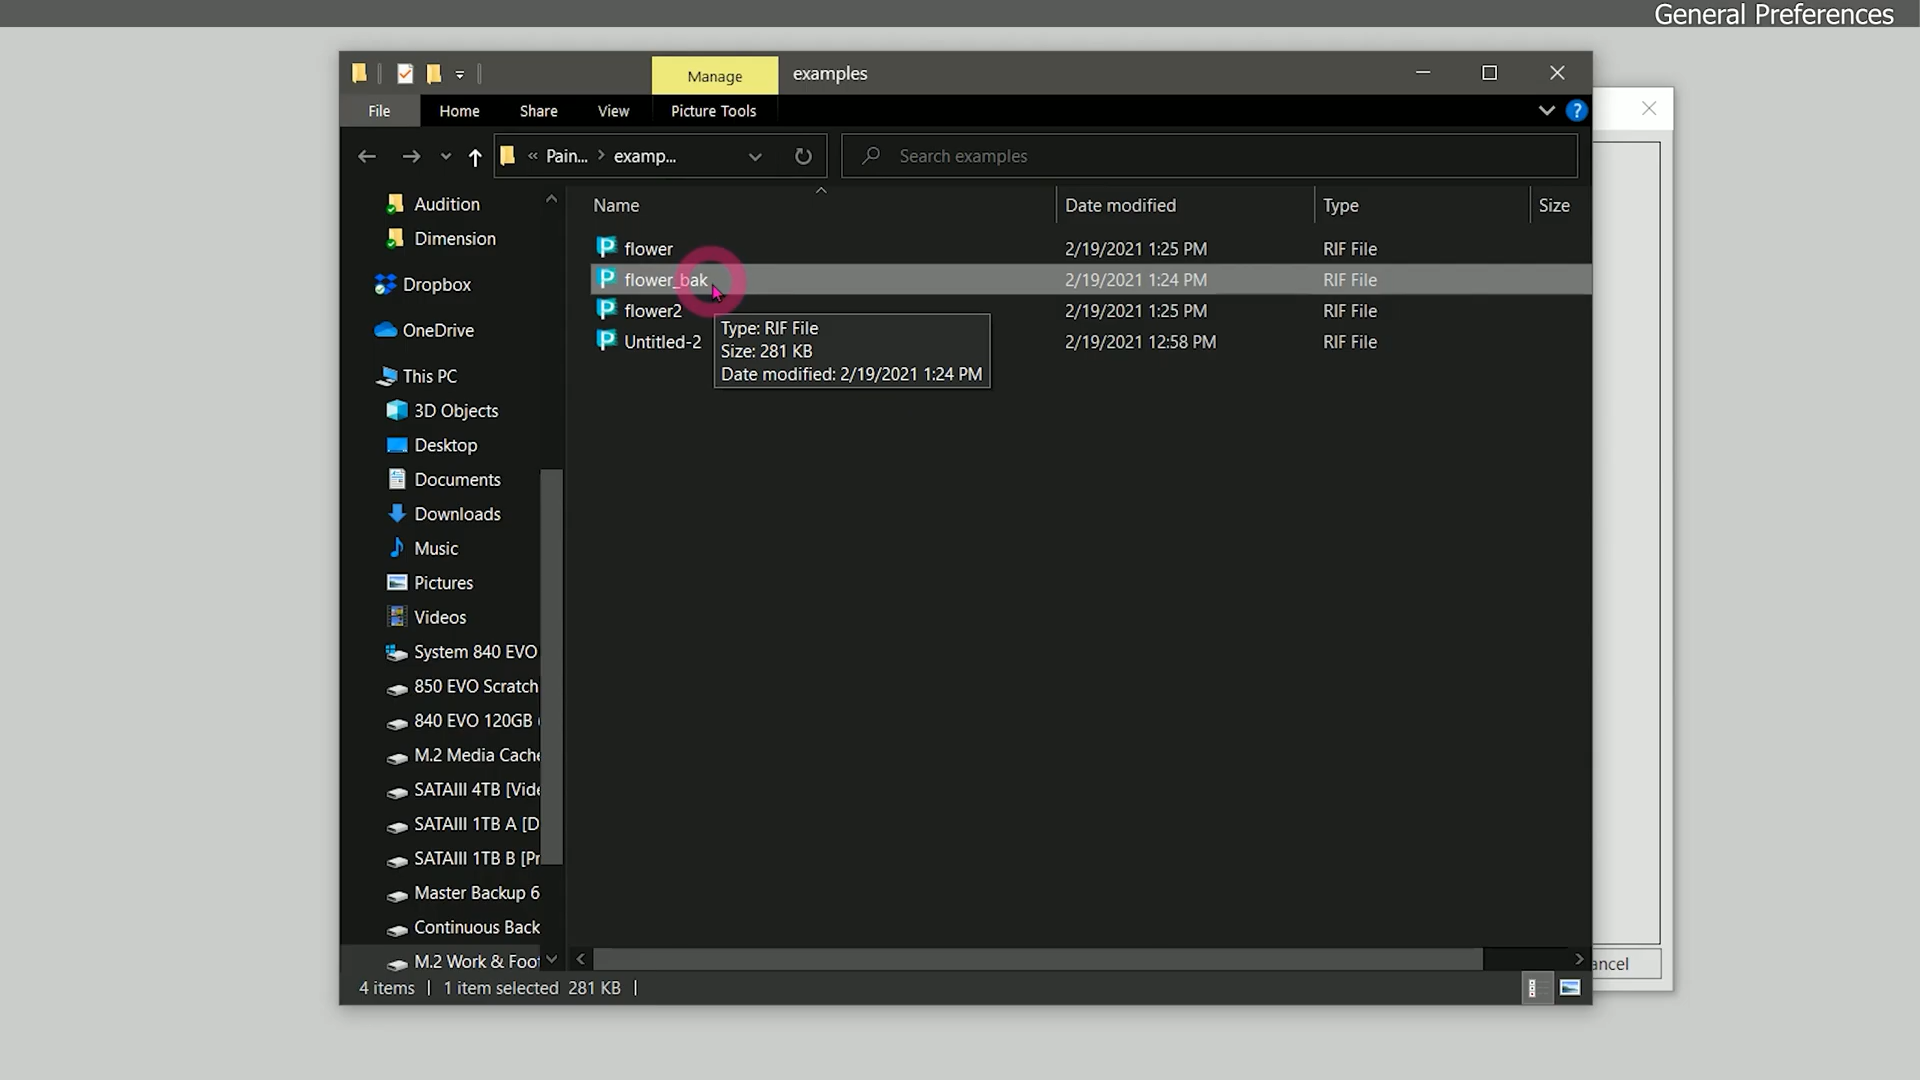 General Preferences
Manage
examples
File
Home
Share
View
Picture Tools
?
« Pain... > examp...
Search examples
Name
Date modified
Type
Size
Audition
Dimension
Dropbox
OneDrive
This PC
3D Objects
Desktop
Documents
Downloads
Music
Pictures
Videos
System 840 EVO
850 EVO Scratch
840 EVO 120GB
M.2 Media Cache
SATAIII 4TB [Vide
SATAIII 1TB A [D
SATAIII 1TB B [Pr
Master Backup 6
Continuous Back
M.2 Work & Foot
flower 2/19/2021 1:25 PM RIF File
flower_bak 2/19/2021 1:24 PM RIF File
flower2 2/19/2021 1:25 PM RIF File
Untitled-2 2/19/2021 12:58 PM RIF File
Type: RIF File
Size: 281 KB
Date modified: 2/19/2021 1:24 PM
ancel
4 items
1 item selected 281 KB